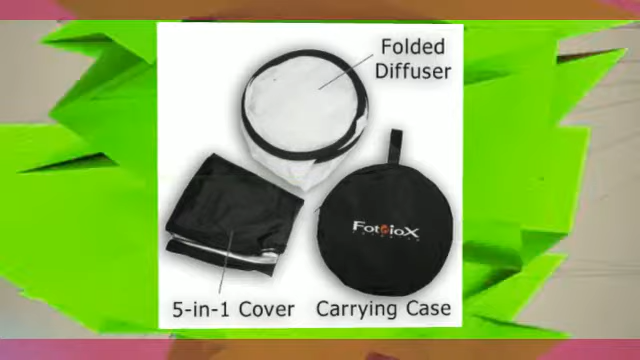 Folded
Diffuser
FotodioX
5-in-1 Cover
Carrying Case